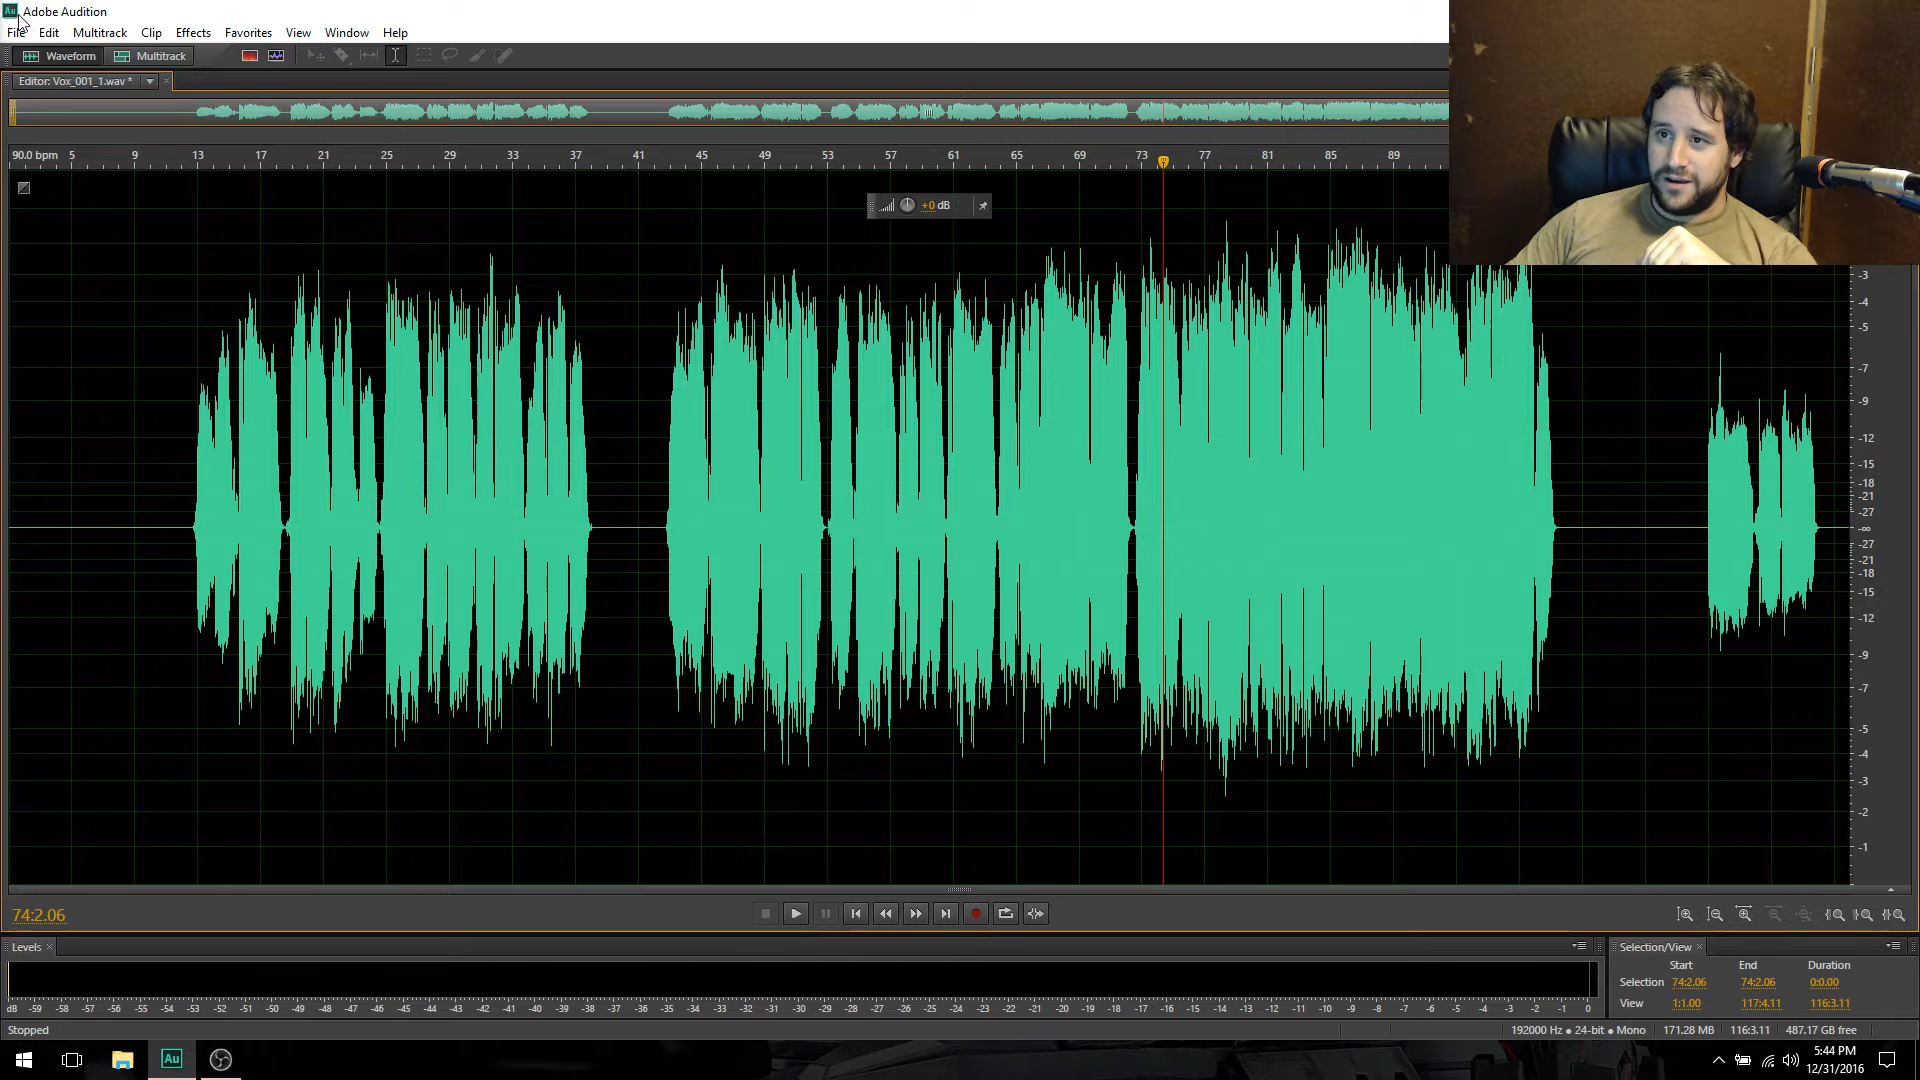 Au Adobe Audition
File Edit Multitrack Clip Effects Favorites View Window Help
Waveform Multitrack
Editor: Vox_001_1.wav *
90.0 bpm 5 9 13 17 21 25 29 33 37 41 45 49 53 57 61 65 69 73 77 81 85 89
+0 dB
-3
-4
-5
-7
-9
-12
-15
-18
-21
-27
-∞
-27
-21
-18
-15
-12
-9
-7
-5
-4
-3
-2
-1
74:2.06
Levels
Selection/View
Start End Duration
Selection 74:2.06 74:2.06 0:0.00
View 1:1.00 117:4.11 116:3.11
dB -59 -58 -57 -56 -55 -54 -53 -52 -51 -50 -49 -48 -47 -46 -45 -44 -43 -42 -41 -40 -39 -38 -37 -36 -35 -34 -33 -32 -31 -30 -29 -28 -27 -26 -25 -24 -23 -22 -21 -20 -19 -18 -17 -16 -15 -14 -13 -12 -11 -10 -9 -8 -7 -6 -5 -4 -3 -2 -1 0
Stopped
192000 Hz • 24-bit • Mono 171.28 MB 116:3.11 487.17 GB free
Au
5:44 PM
12/31/2016